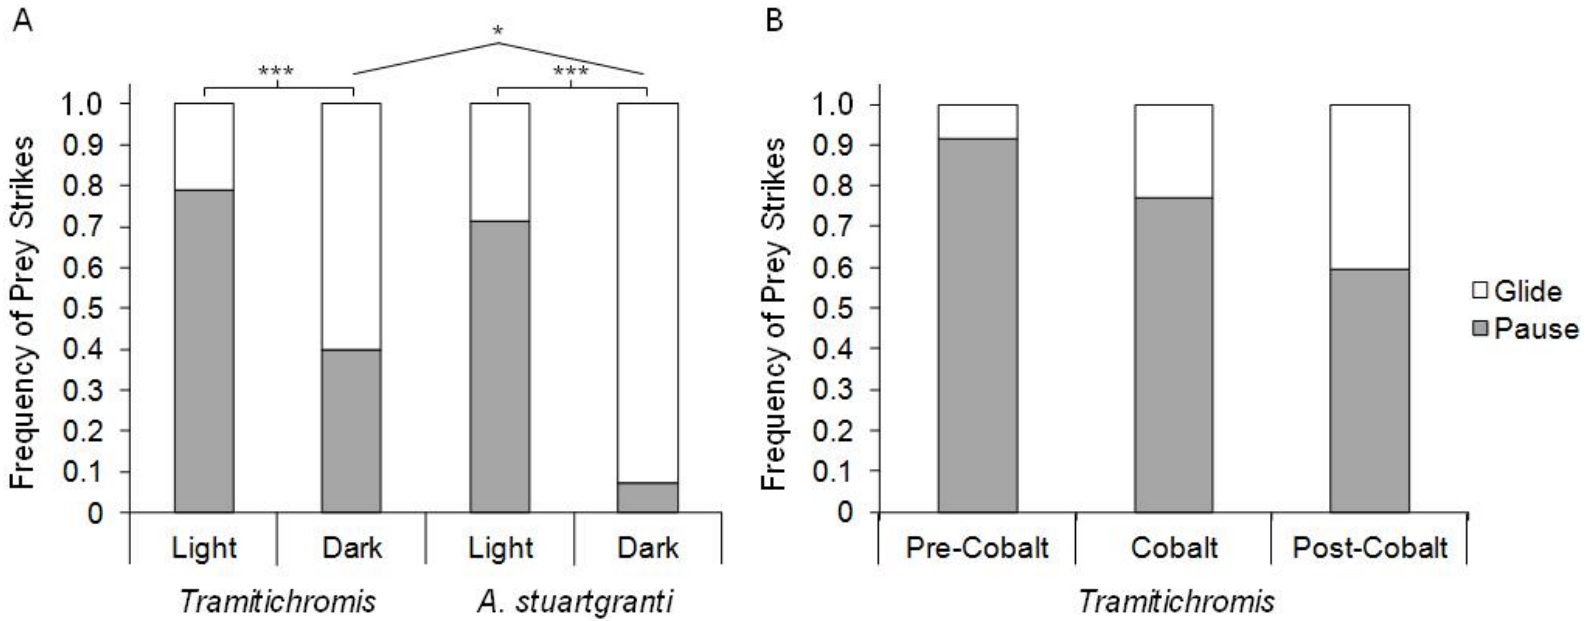 A
B
*
***
***
Frequency of Prey Strikes
1.0
0.9
0.8
0.7
0.6
0.5
0.4
0.3
0.2
0.1
0
Light
Dark
Light
Dark
Tramitichromis
A. stuartgranti
Frequency of Prey Strikes
1.0
0.9
0.8
0.7
0.6
0.5
0.4
0.3
0.2
0.1
0
Pre-Cobalt
Cobalt
Post-Cobalt
Tramitichromis
Glide
Pause